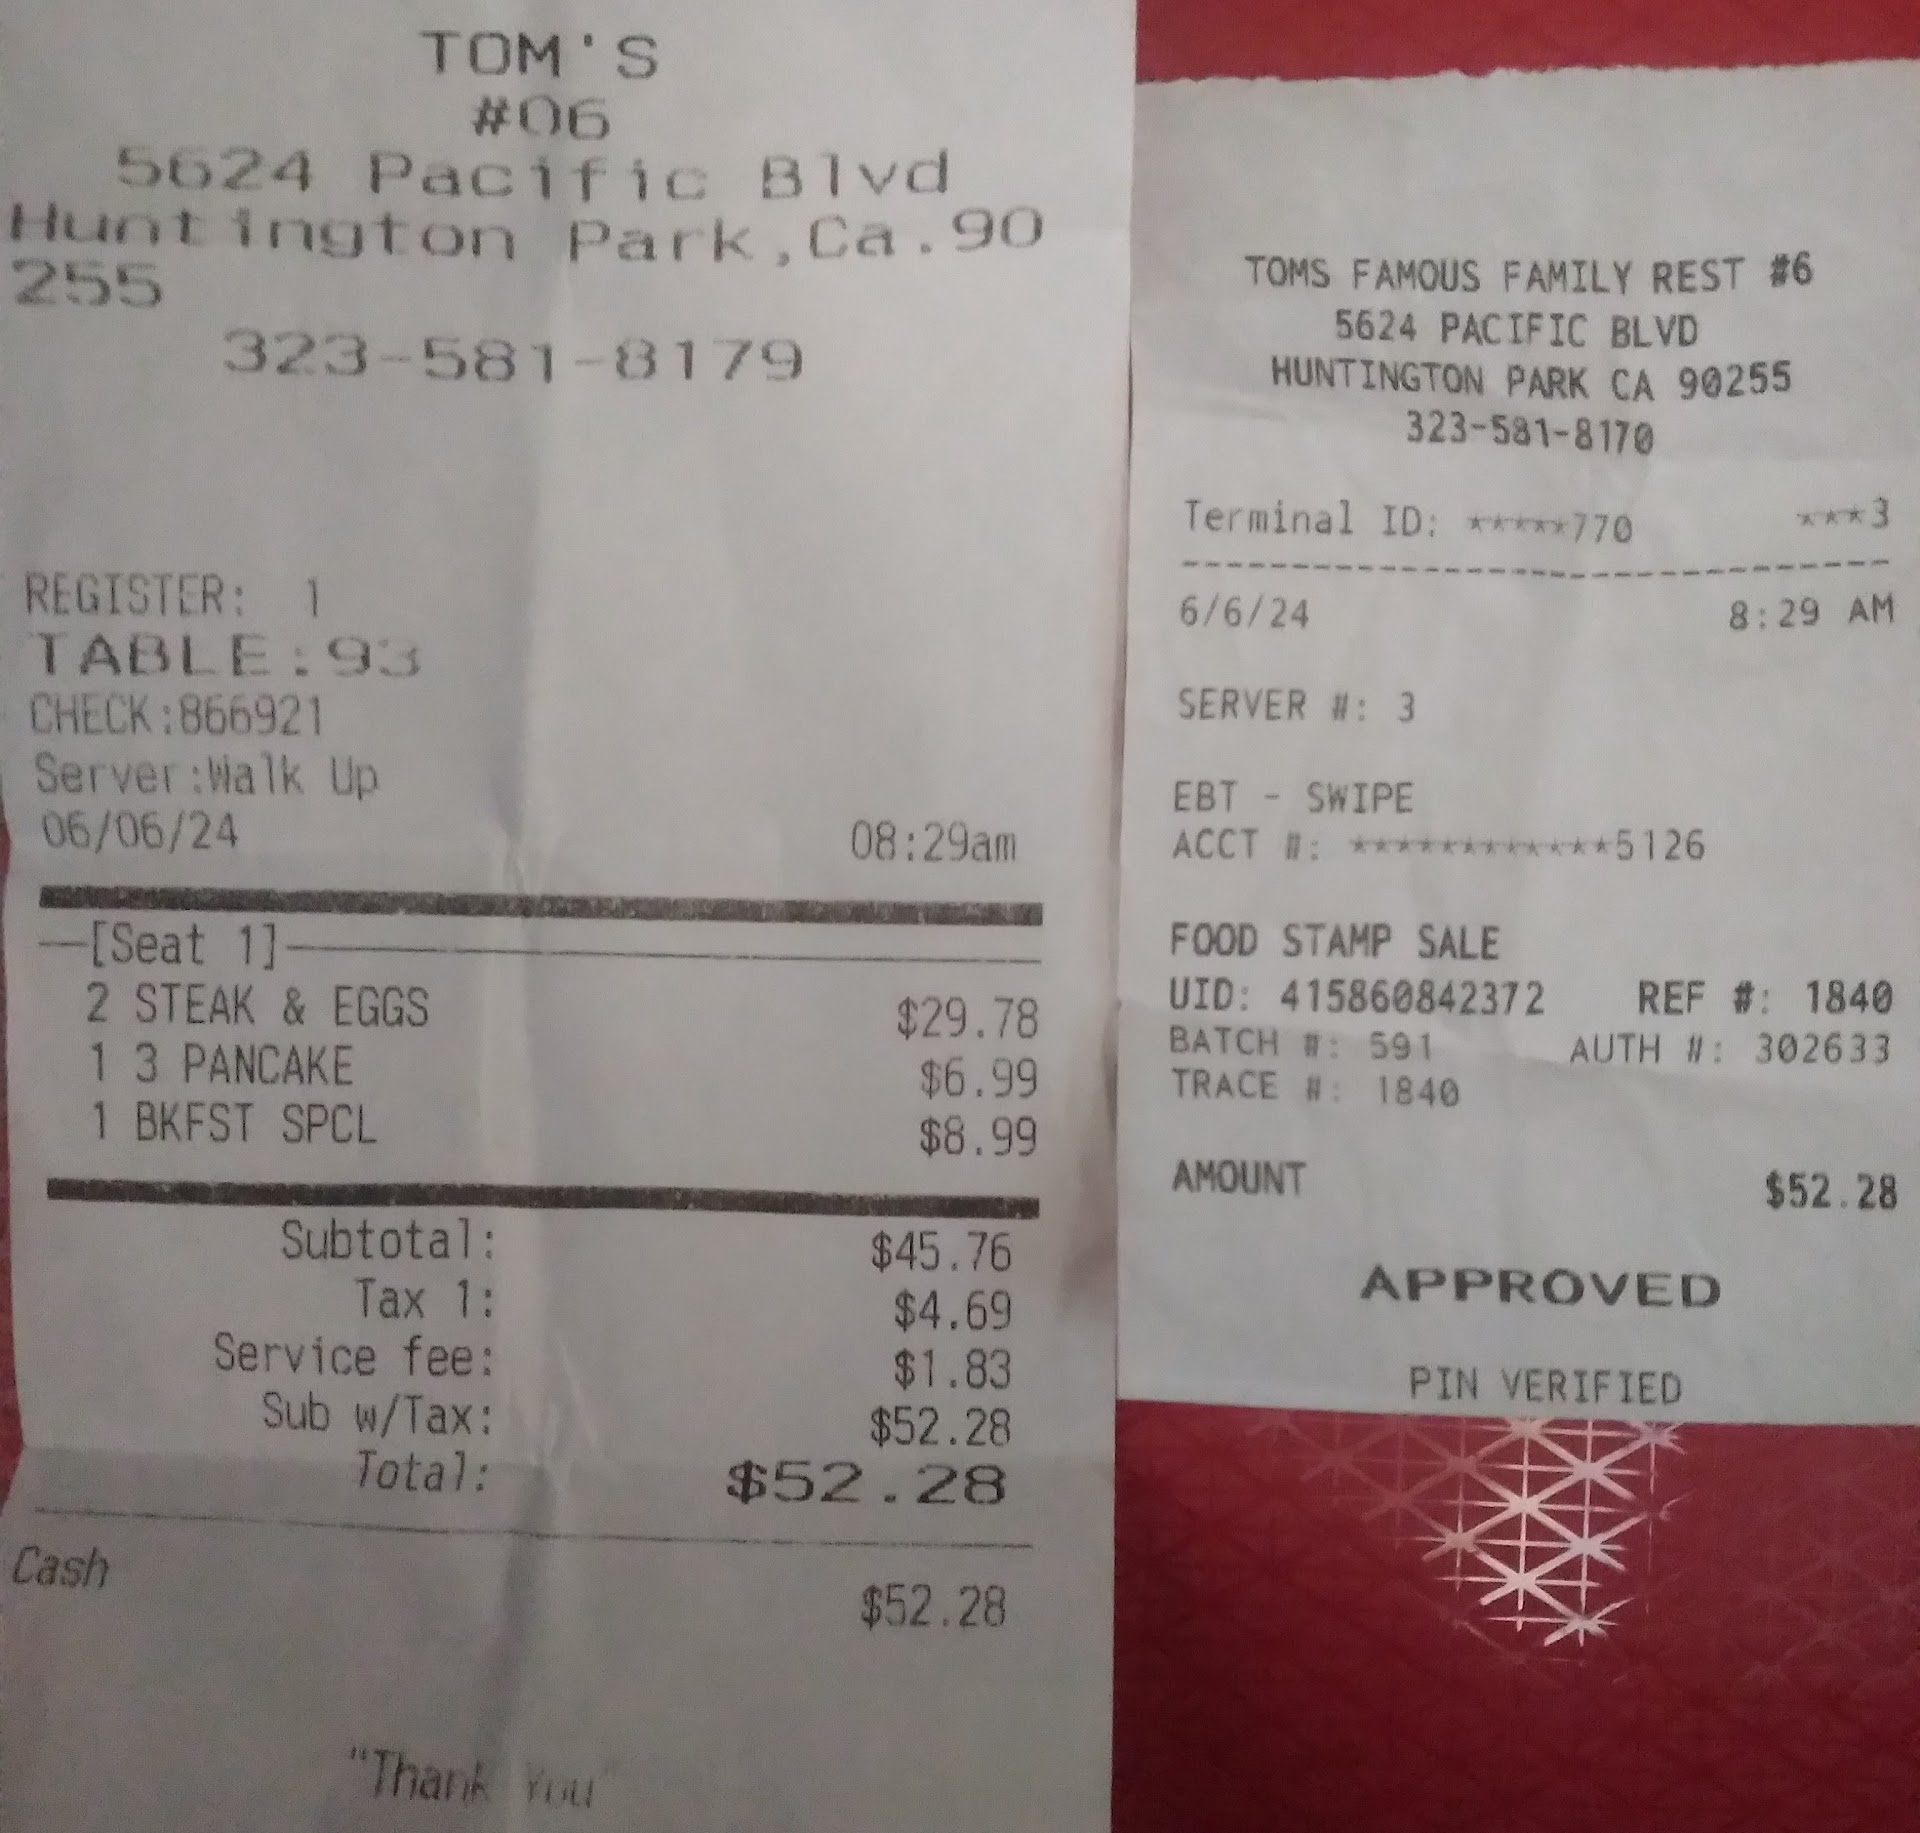 TOM'S
#06
5624 Pacific Blvd
Huntington Park,Ca.90
255
323-581-8179
REGISTER: 1
TABLE:93
CHECK:866921
Server:Walk Up
06/06/24 08:29am
[Seat 1]
2 STEAK & EGGS $29.78
1 3 PANCAKE $6.99
1 BKFST SPCL $8.99
Subtotal: $45.76
Tax 1: $4.69
Service fee: $1.83
Sub w/Tax: $52.28
Total: $52.28
Cash $52.28
"Thank You"
TOMS FAMOUS FAMILY REST #6
5624 PACIFIC BLVD
HUNTINGTON PARK CA 90255
323-581-8170
Terminal ID: *****770 ***3
6/6/24 8:29 AM
SERVER #: 3
EBT - SWIPE
ACCT #: ************5126
FOOD STAMP SALE
UID: 415860842372 REF #: 1840
BATCH #: 591 AUTH #: 302633
TRACE #: 1840
AMOUNT $52.28
APPROVED
PIN VERIFIED